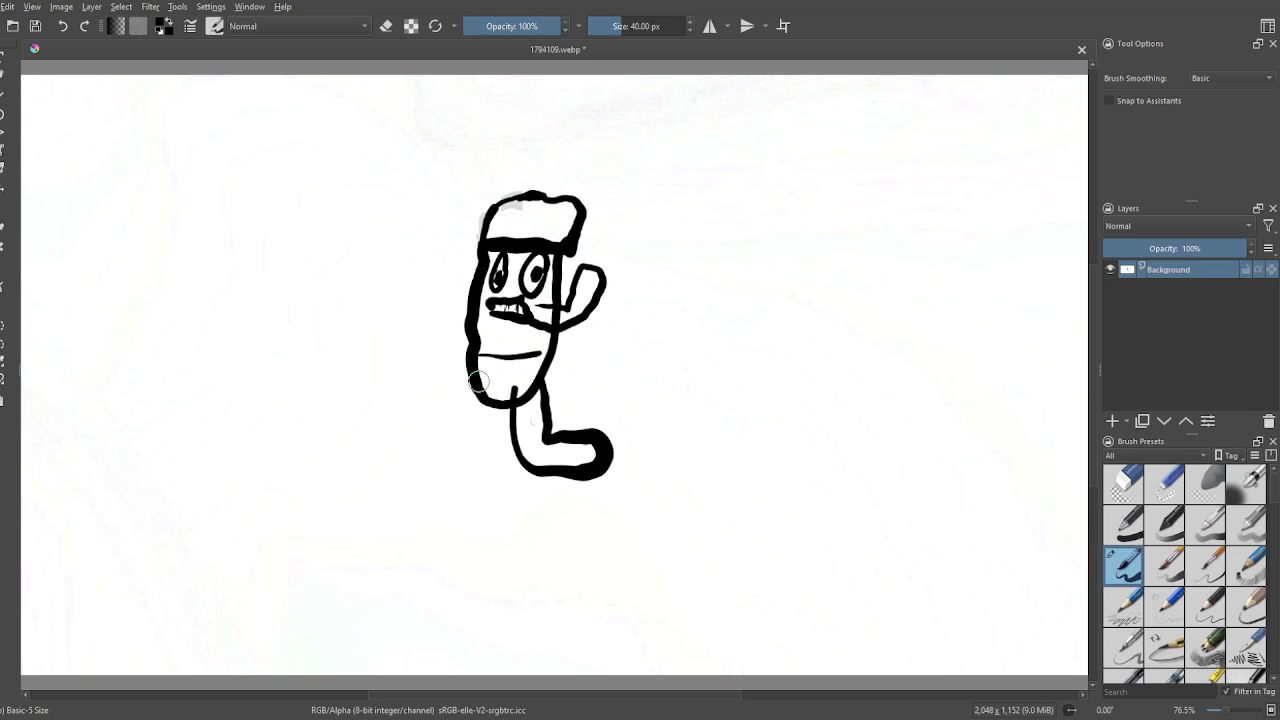 Edit View Image Layer Select Filter Tools Settings Window Help
Normal Opacity: 100% Size: 40.00 px
1794109.webp *
Tool Options
Brush Smoothing: Basic
Snap to Assistants
Layers
Normal
Opacity: 100%
Background
Brush Presets
All Tag
Search Filter in Tag
) Basic-5 Size RGB/Alpha (8-bit integer/channel) sRGB-elle-V2-srgbtrc.icc 2,048 x 1,152 (9.0 MiB) 0.00° 76.5%